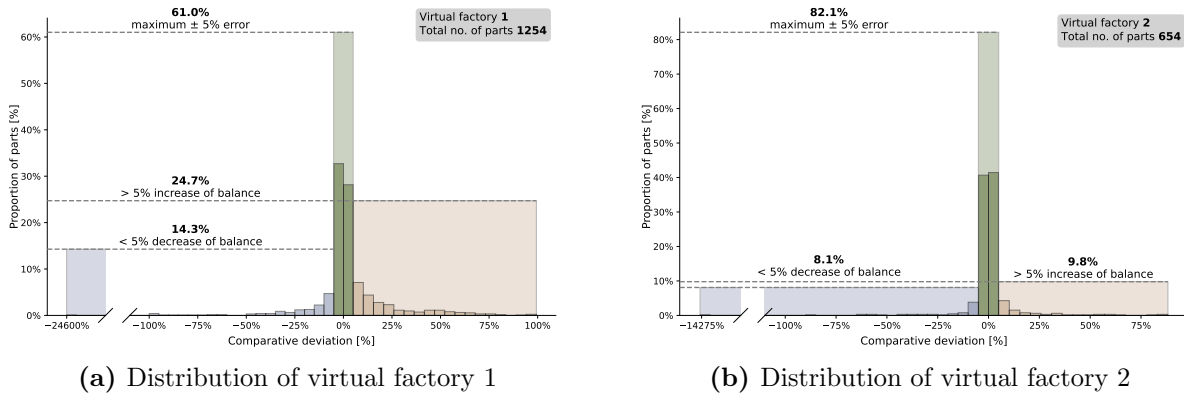 61.0%
maximum ± 5% error
Virtual factory 1
Total no. of parts 1254
60%
50%
40%
30%
20%
10%
0%
Proportion of parts [%]
24.7%
> 5% increase of balance
14.3%
< 5% decrease of balance
−24600%
−100%
−75%
−50%
−25%
0%
25%
50%
75%
100%
Comparative deviation [%]
(a) Distribution of virtual factory 1
82.1%
maximum ± 5% error
Virtual factory 2
Total no. of parts 654
80%
70%
60%
50%
40%
30%
20%
10%
0%
Proportion of parts [%]
8.1%
< 5% decrease of balance
9.8%
> 5% increase of balance
−14275%
−100%
−75%
−50%
−25%
0%
25%
50%
75%
Comparative deviation [%]
(b) Distribution of virtual factory 2